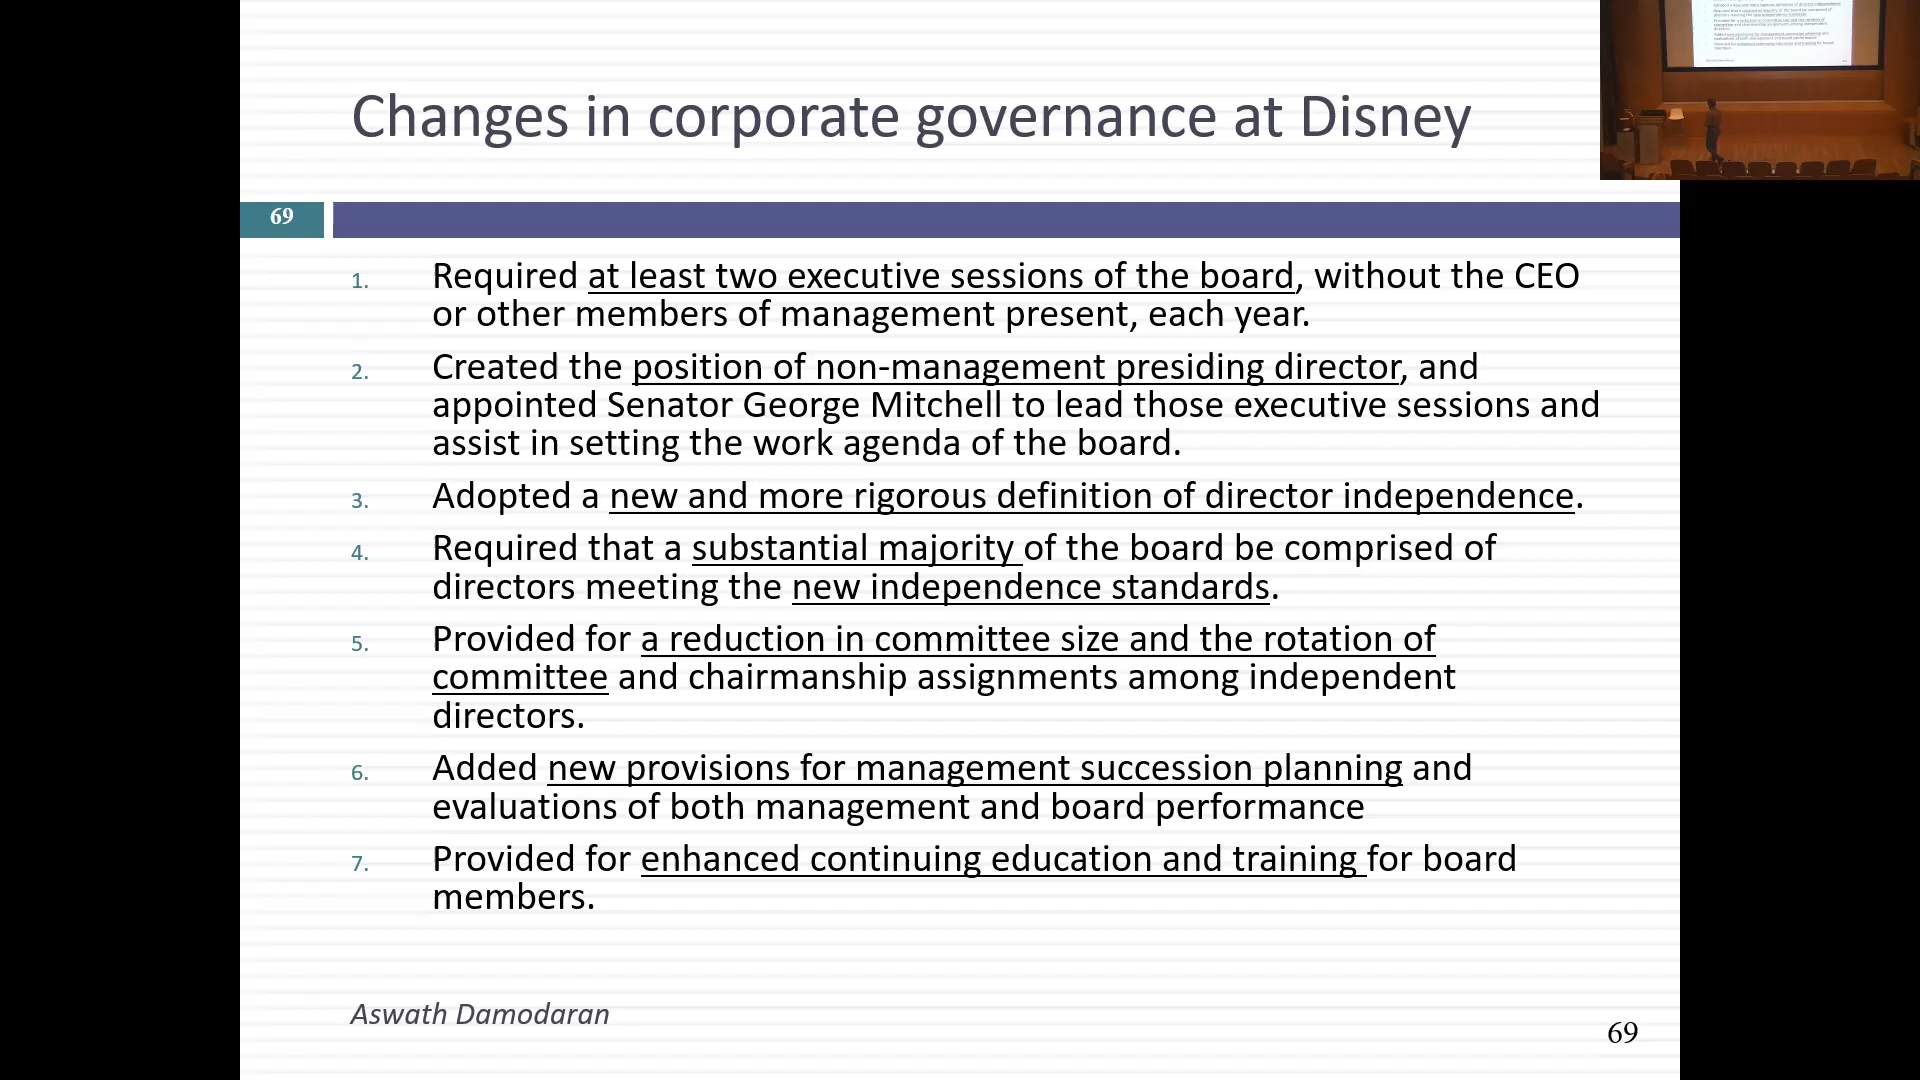 Changes in corporate governance at Disney
69
1. Required at least two executive sessions of the board, without the CEO
or other members of management present, each year.
2. Created the position of non-management presiding director, and
appointed Senator George Mitchell to lead those executive sessions and
assist in setting the work agenda of the board.
3. Adopted a new and more rigorous definition of director independence.
4. Required that a substantial majority of the board be comprised of
directors meeting the new independence standards.
5. Provided for a reduction in committee size and the rotation of
committee and chairmanship assignments among independent
directors.
6. Added new provisions for management succession planning and
evaluations of both management and board performance
7. Provided for enhanced continuing education and training for board
members.
Aswath Damodaran
69